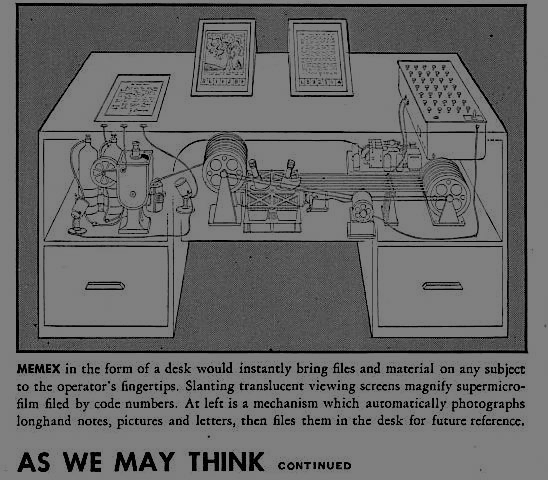 MEMEX in the form of a desk would instantly bring files and material on any subject
to the operator's fingertips. Slanting translucent viewing screens magnify supermicro-
film filed by code numbers. At left is a mechanism which automatically photographs
longhand notes, pictures and letters, then files them in the desk for future reference.
AS WE MAY THINK CONTINUED